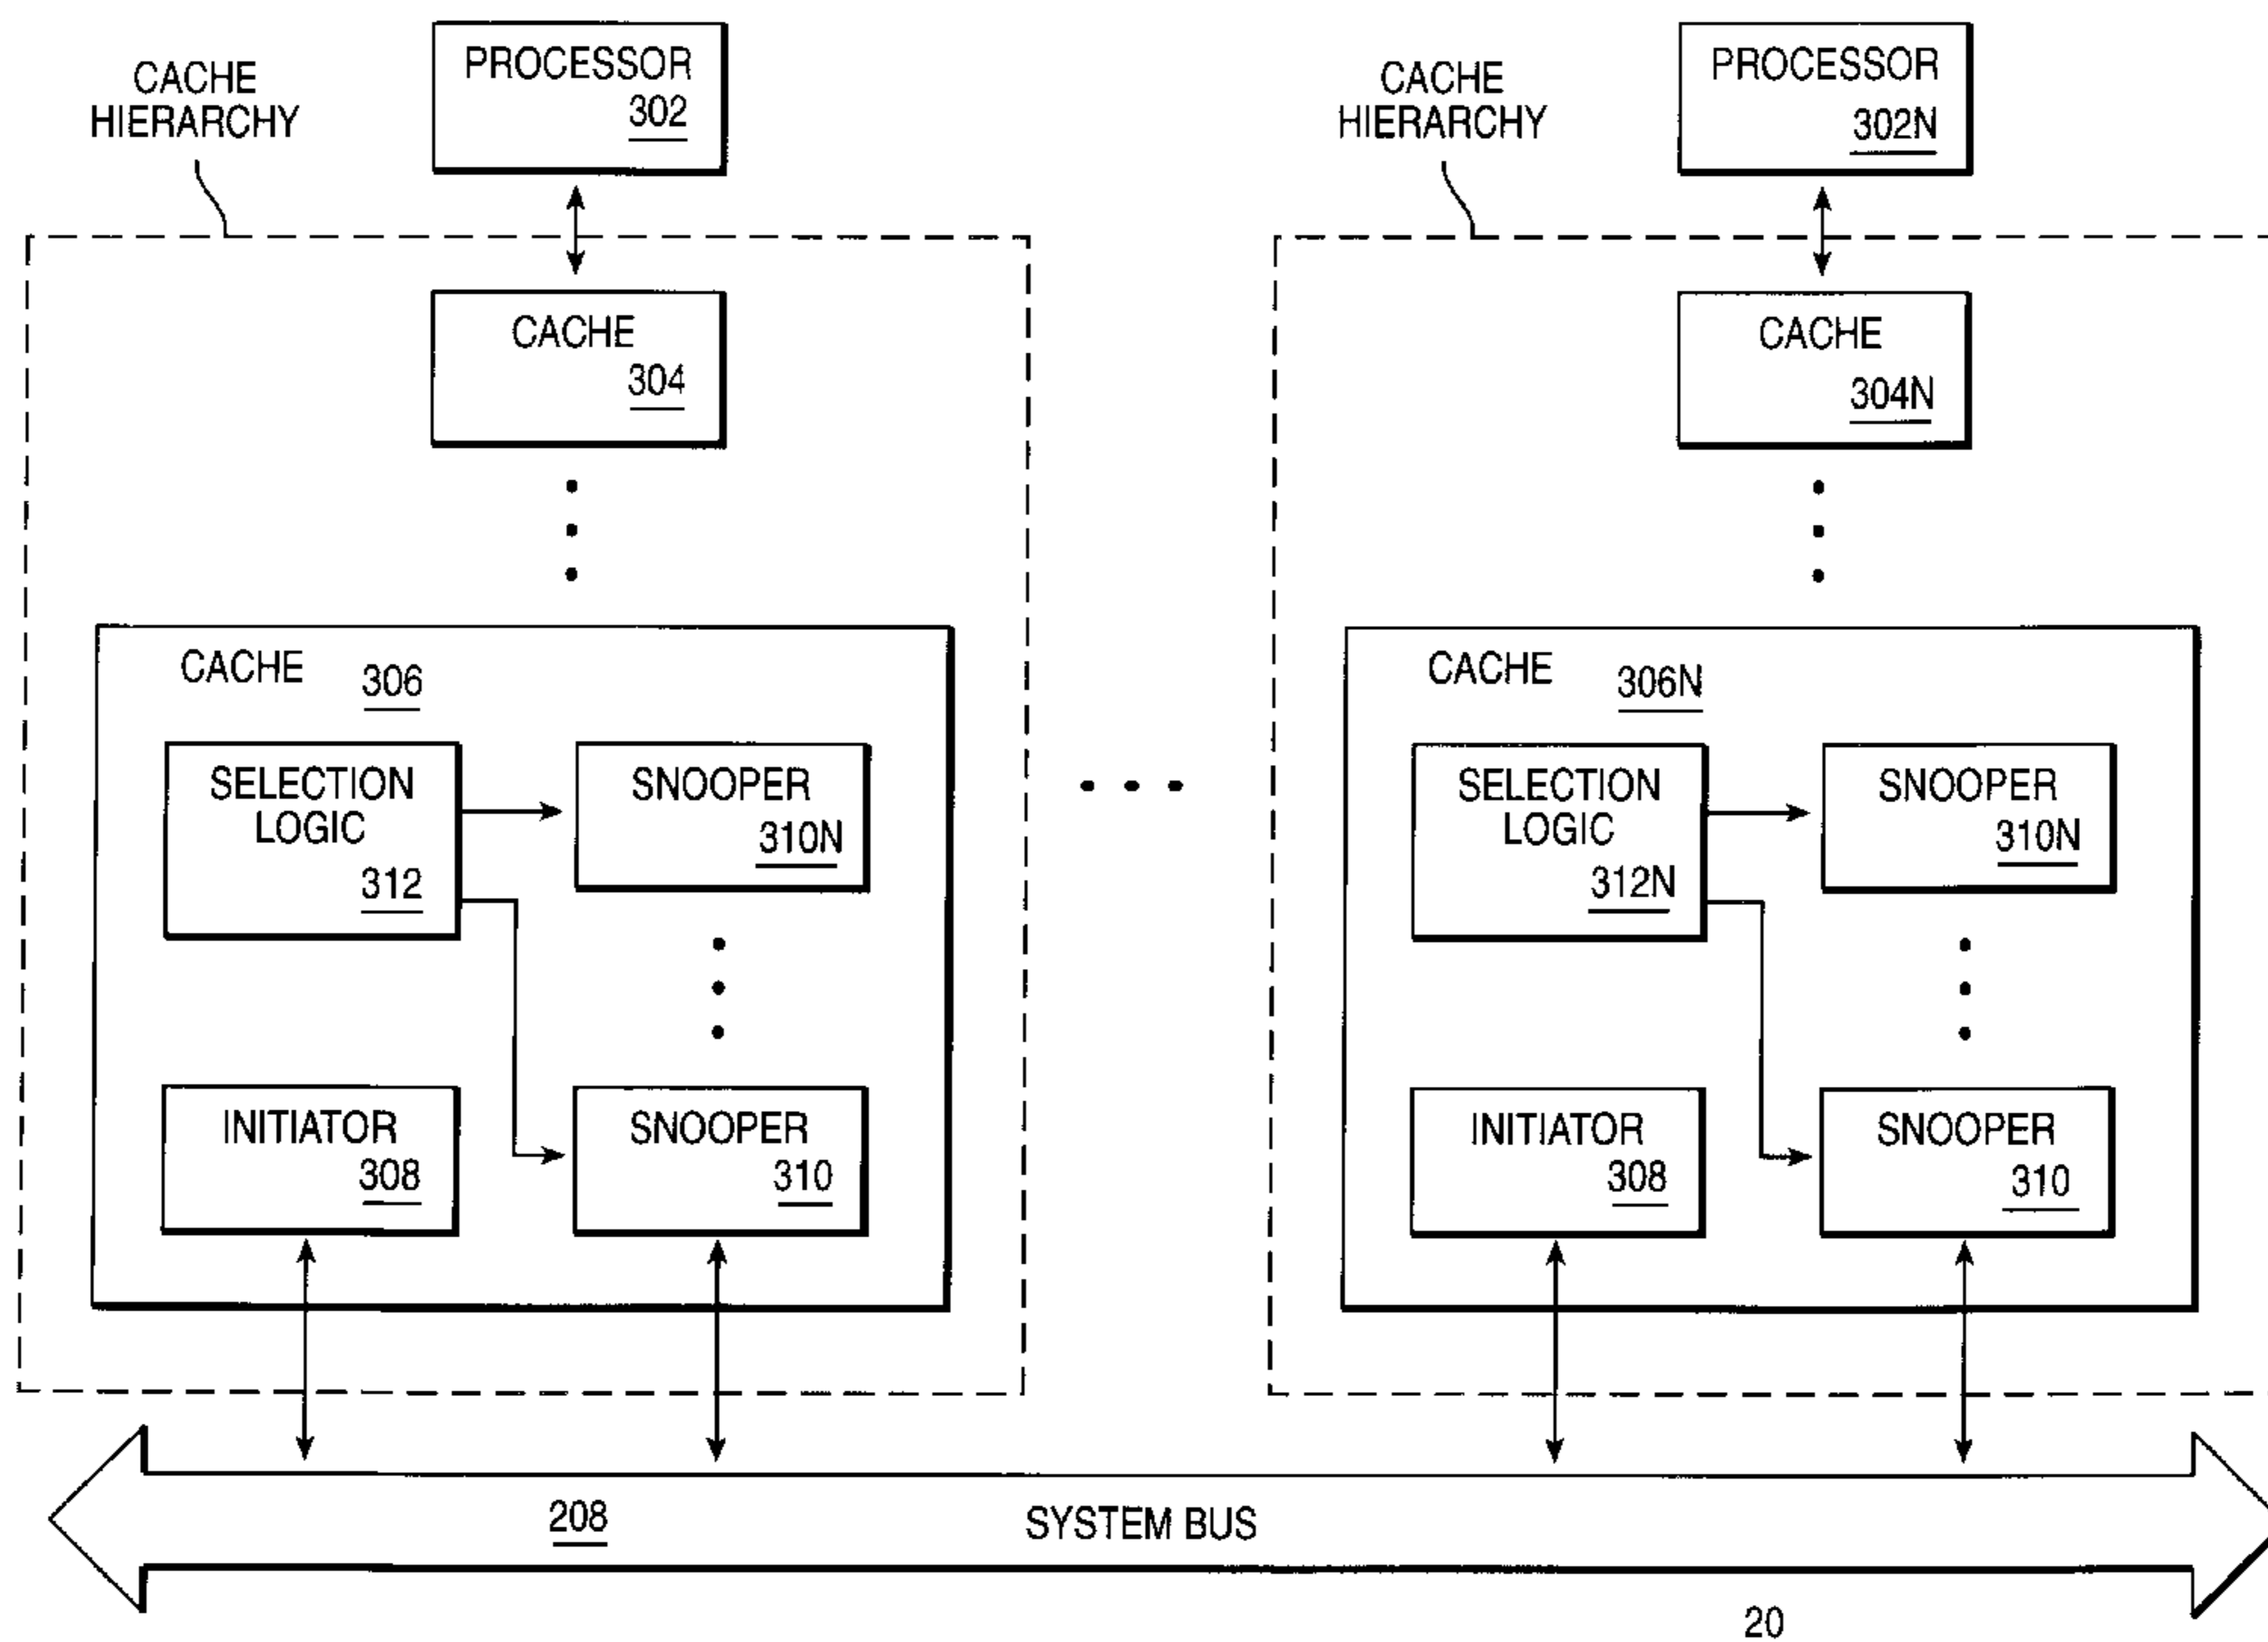 CACHE
HIERARCHY
PROCESSOR
302
CACHE
304
CACHE
306
SELECTION
LOGIC
312
SNOOPER
310N
INITIATOR
308
SNOOPER
310
CACHE
HIERARCHY
PROCESSOR
302N
CACHE
304N
CACHE
306N
SELECTION
LOGIC
312N
SNOOPER
310N
INITIATOR
308
SNOOPER
310
208
SYSTEM BUS
20